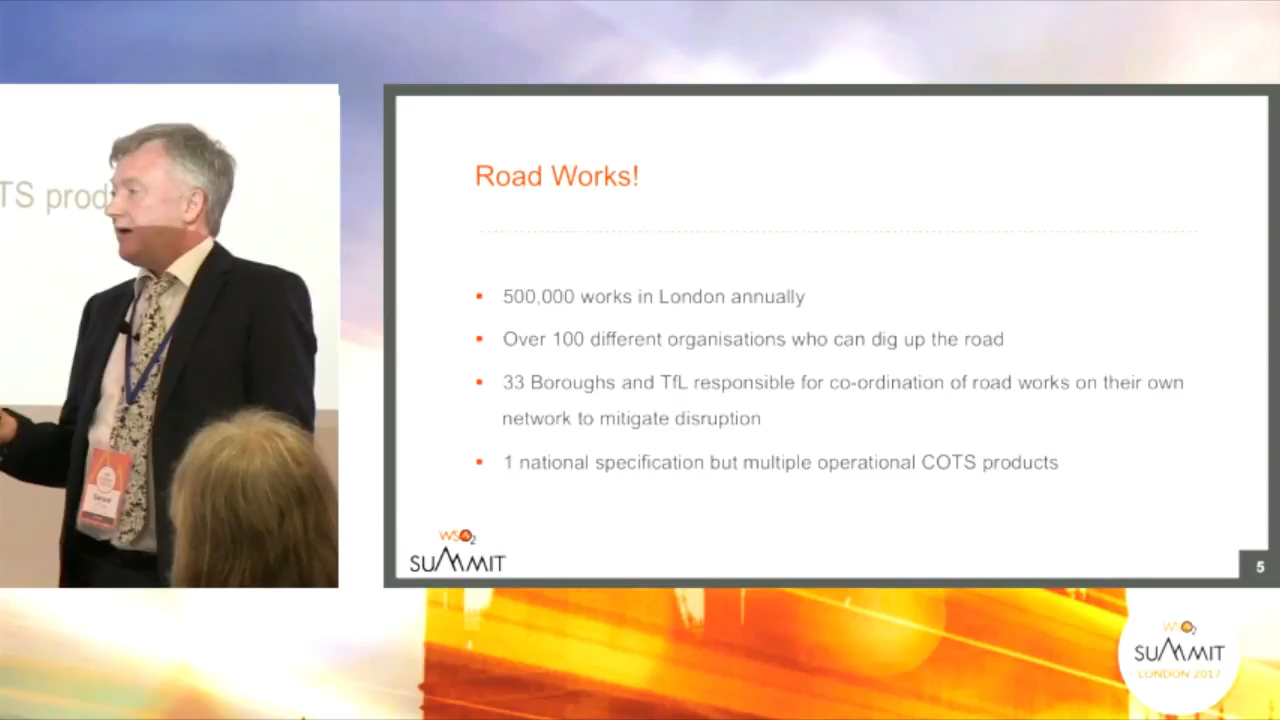 TS prod
Road Works!
500,000 works in London annually
Over 100 different organisations who can dig up the road
33 Boroughs and TfL responsible for co-ordination of road works on their own
network to mitigate disruption
1 national specification but multiple operational COTS products
WSO2
SUMMIT
5
WSO2
SUMMIT
LONDON 2017